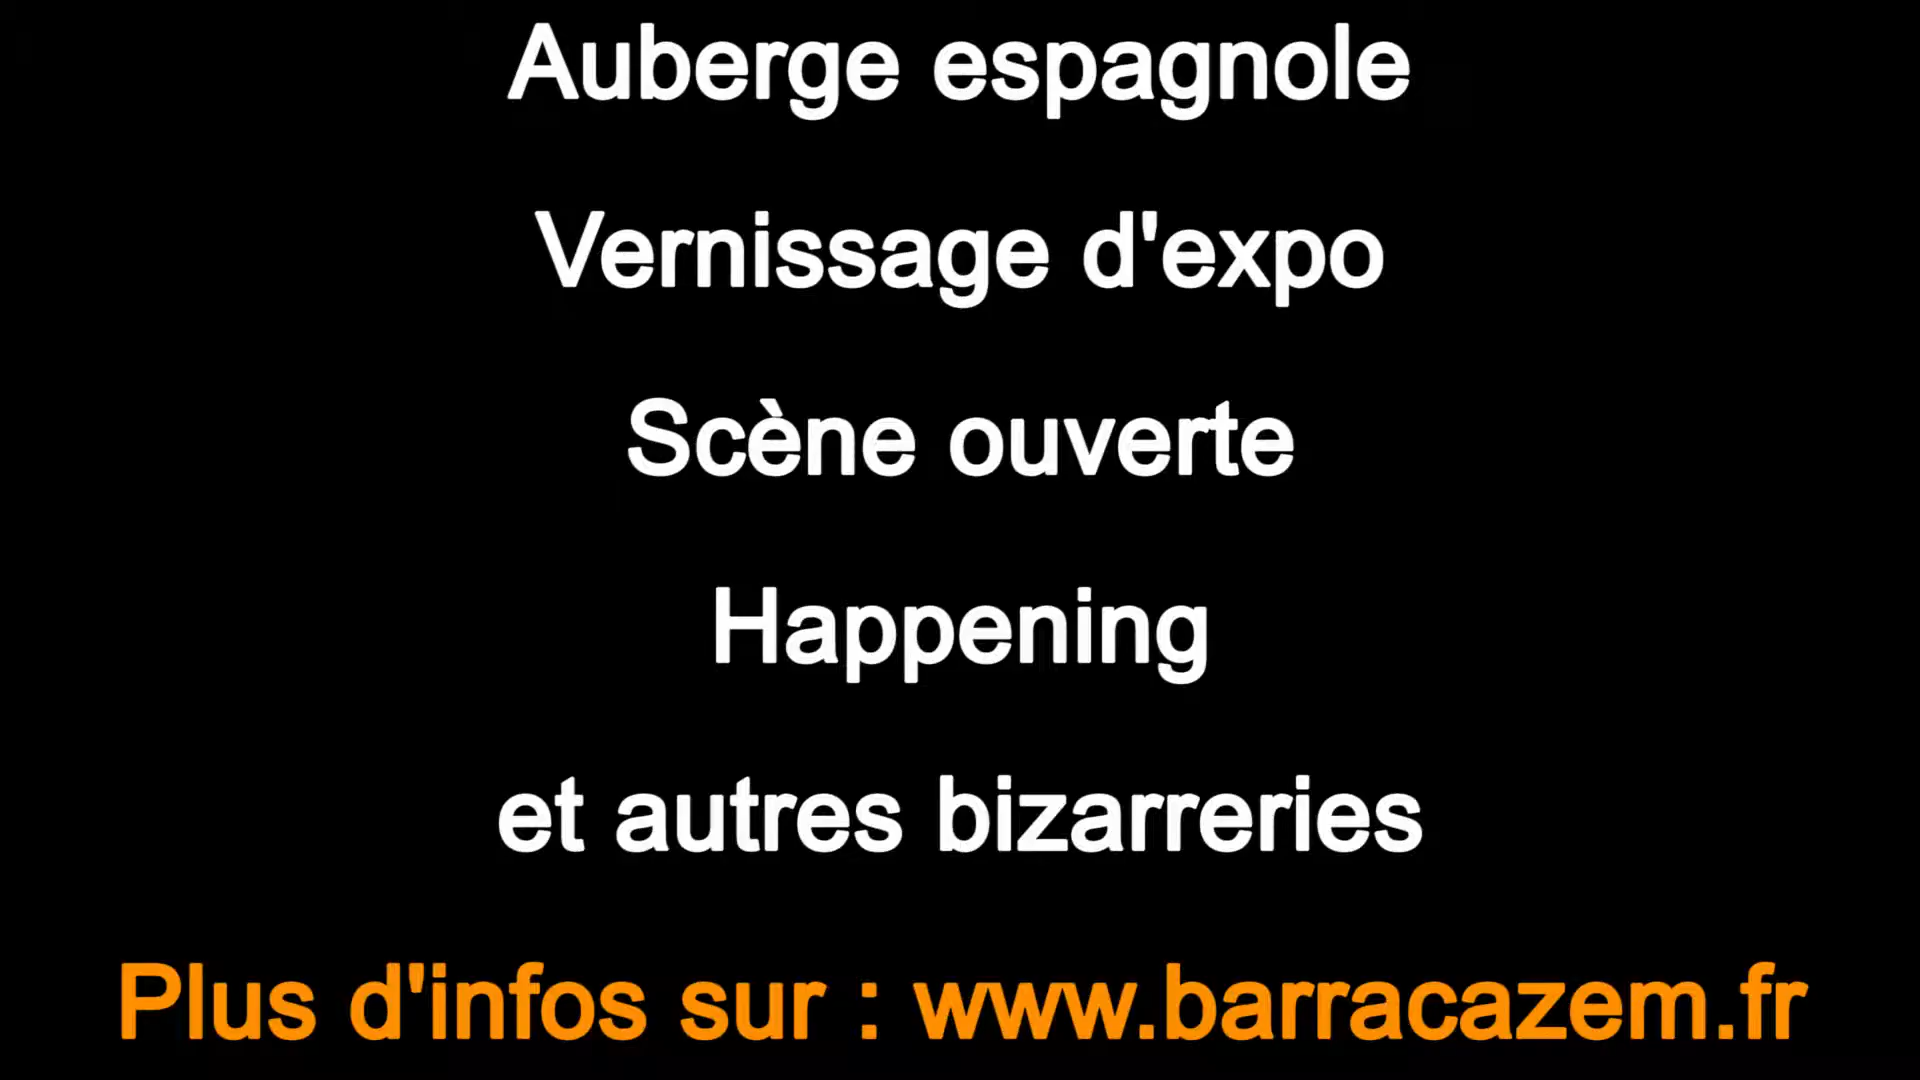 Auberge espagnole
Vernissage d'expo
Scène ouverte
Happening
et autres bizarreries
Plus d'infos sur : www.barracazem.fr